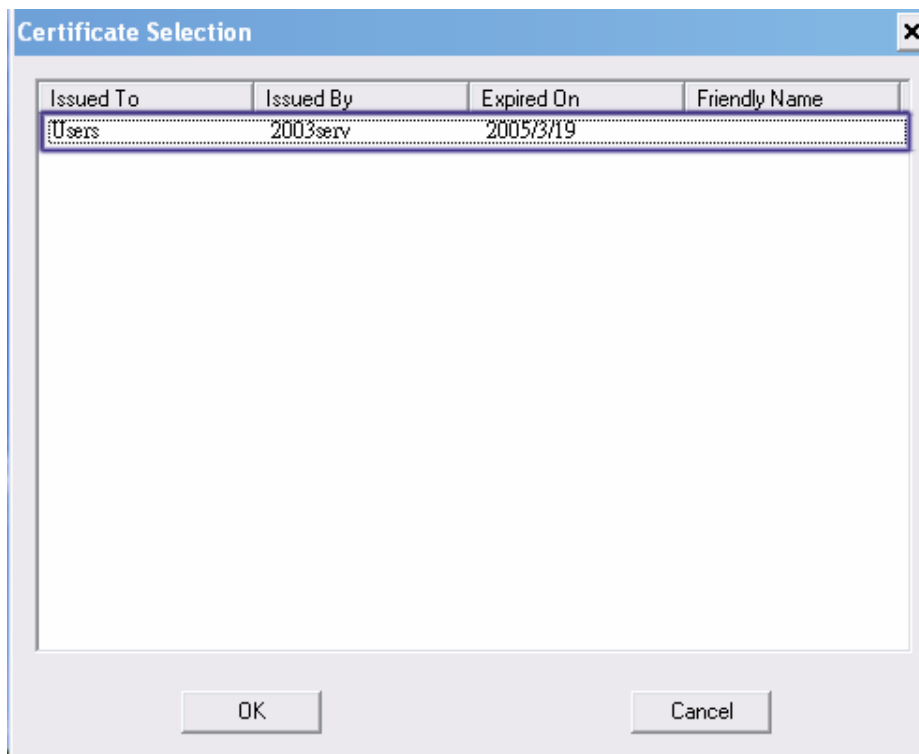 Certificate Selection
Issued To Issued By Expired On Friendly Name
Users 2003serv 2005/3/19
OK Cancel